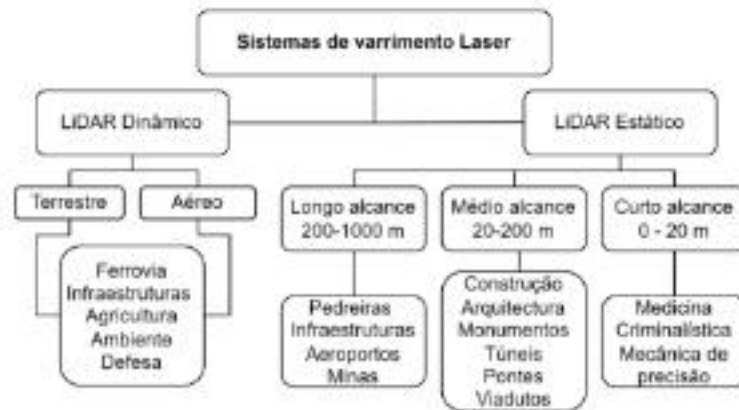 Sistemas de varrimento Laser
LiDAR Dinâmico
LiDAR Estático
Terrestre
Aéreo
Longo alcance
200-1000 m
Médio alcance
20-200 m
Curto alcance
0 - 20 m
Ferrovia
Infraestruturas
Agricultura
Ambiente
Defesa
Pedreiras
Infraestruturas
Aeroportos
Minas
Construção
Arquitectura
Monumentos
Túneis
Pontes
Viadutos
Medicina
Criminalística
Mecânica de
precisão